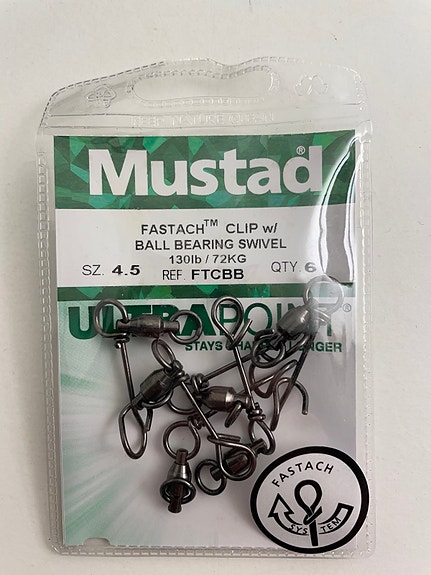 Mustad®
FASTACH™ CLIP w/
BALL BEARING SWIVEL
130lb / 72KG
SZ. 4.5 REF. FTCBB QTY. 6
ULTRAPOINT®
STAYS LONGER
FASTACH
SYSTEM